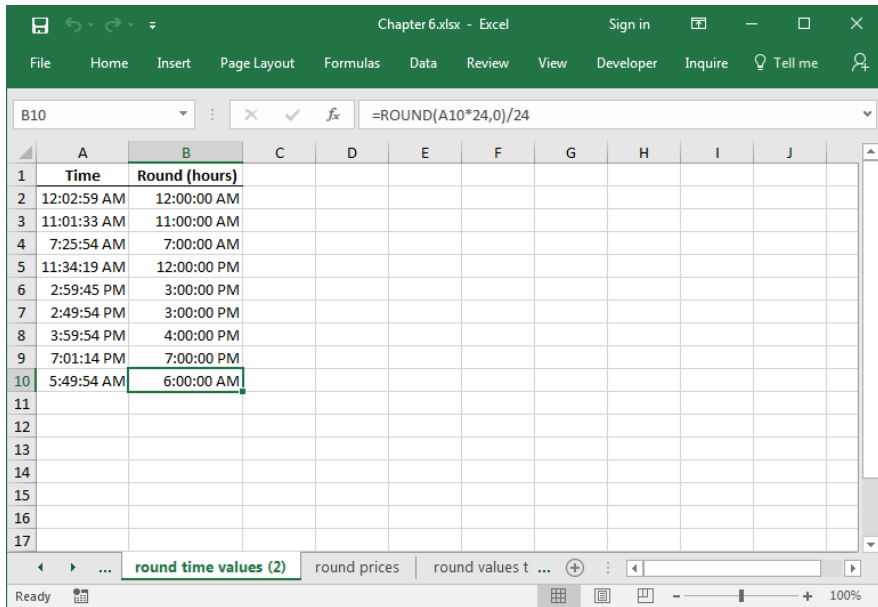 Chapter 6.xlsx - Excel Sign in
File Home Insert Page Layout Formulas Data Review View Developer Inquire Tell me
B10 fx =ROUND(A10*24,0)/24
A B C D E F G H I J
1 Time Round (hours)
2 12:02:59 AM 12:00:00 AM
3 11:01:33 AM 11:00:00 AM
4 7:25:54 AM 7:00:00 AM
5 11:34:19 AM 12:00:00 PM
6 2:59:45 PM 3:00:00 PM
7 2:49:54 PM 3:00:00 PM
8 3:59:54 PM 4:00:00 PM
9 7:01:14 PM 7:00:00 PM
10 5:49:54 AM 6:00:00 AM
11
12
13
14
15
16
17
... round time values (2) round prices round values t ...
Ready 100%